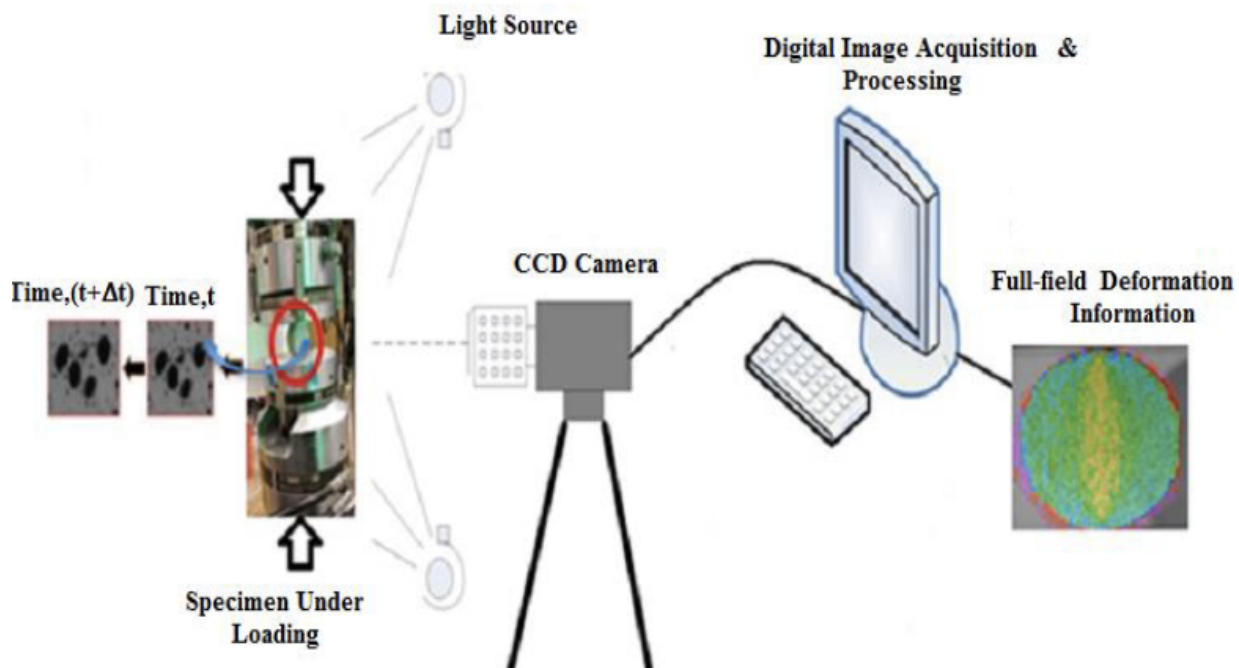 Light Source
Digital Image Acquisition &
Processing
CCD Camera
Full-field Deformation
Information
Time,(t+Δt)
Time,t
Specimen Under
Loading